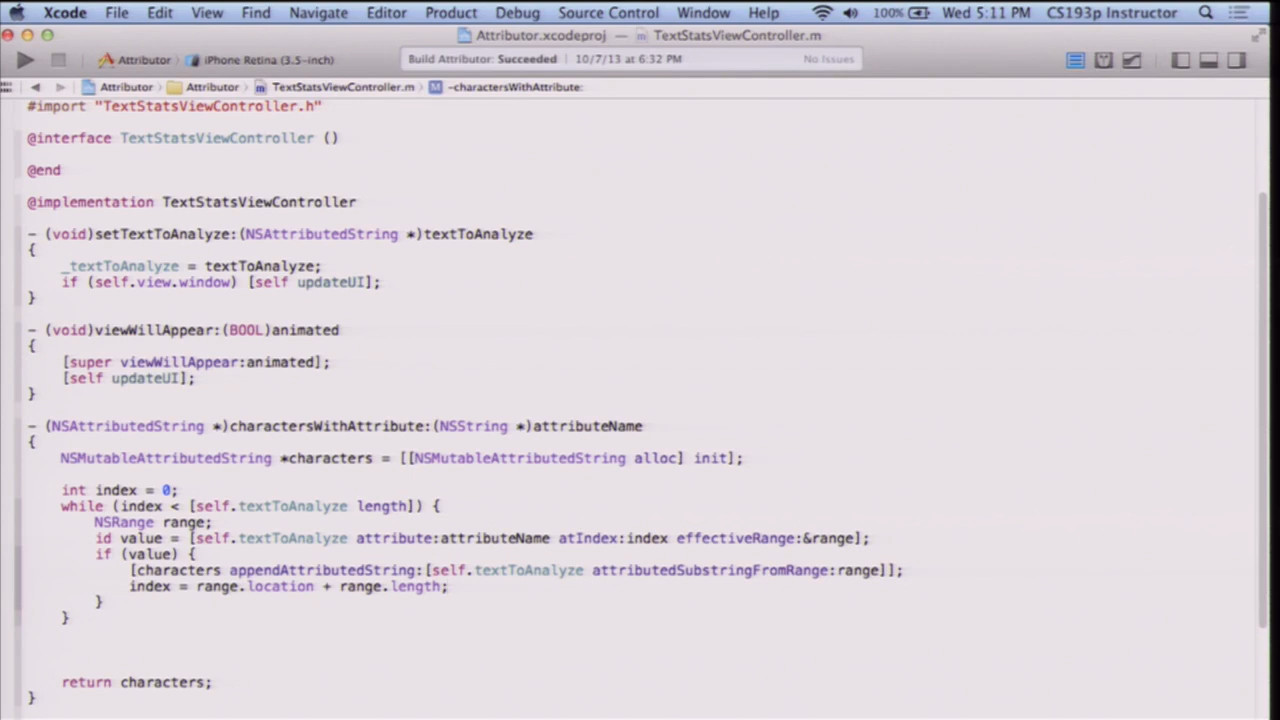 Xcode File Edit View Find Navigate Editor Product Debug Source Control Window Help 100% Wed 5:11 PM CS193p Instructor
Attributor.xcodeproj — TextStatsViewController.m
Attributor iPhone Retina (3.5-inch) Build Attributor: Succeeded 10/7/13 at 6:32 PM No Issues
Attributor Attributor TextStatsViewController.m M -charactersWithAttribute:
#import "TextStatsViewController.h"
@interface TextStatsViewController ()
@end
@implementation TextStatsViewController
- (void)setTextToAnalyze:(NSAttributedString *)textToAnalyze
{
_textToAnalyze = textToAnalyze;
if (self.view.window) [self updateUI];
}
- (void)viewWillAppear:(BOOL)animated
{
[super viewWillAppear:animated];
[self updateUI];
}
- (NSAttributedString *)charactersWithAttribute:(NSString *)attributeName
{
NSMutableAttributedString *characters = [[NSMutableAttributedString alloc] init];
int index = 0;
while (index < [self.textToAnalyze length]) {
NSRange range;
id value = [self.textToAnalyze attribute:attributeName atIndex:index effectiveRange:&range];
if (value) {
[characters appendAttributedString:[self.textToAnalyze attributedSubstringFromRange:range]];
index = range.location + range.length;
}
}
return characters;
}